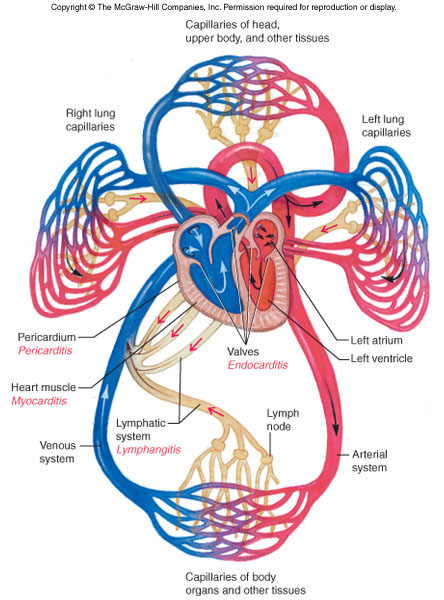 Copyright © The McGraw-Hill Companies, Inc. Permission required for reproduction or display.
Capillaries of head,
upper body, and other tissues
Right lung
capillaries
Left lung
capillaries
Pericardium
Pericarditis
Heart muscle
Myocarditis
Valves
Endocarditis
Left atrium
Left ventricle
Lymphatic
system
Lymphangitis
Lymph
node
Venous
system
Arterial
system
Capillaries of body
organs and other tissues